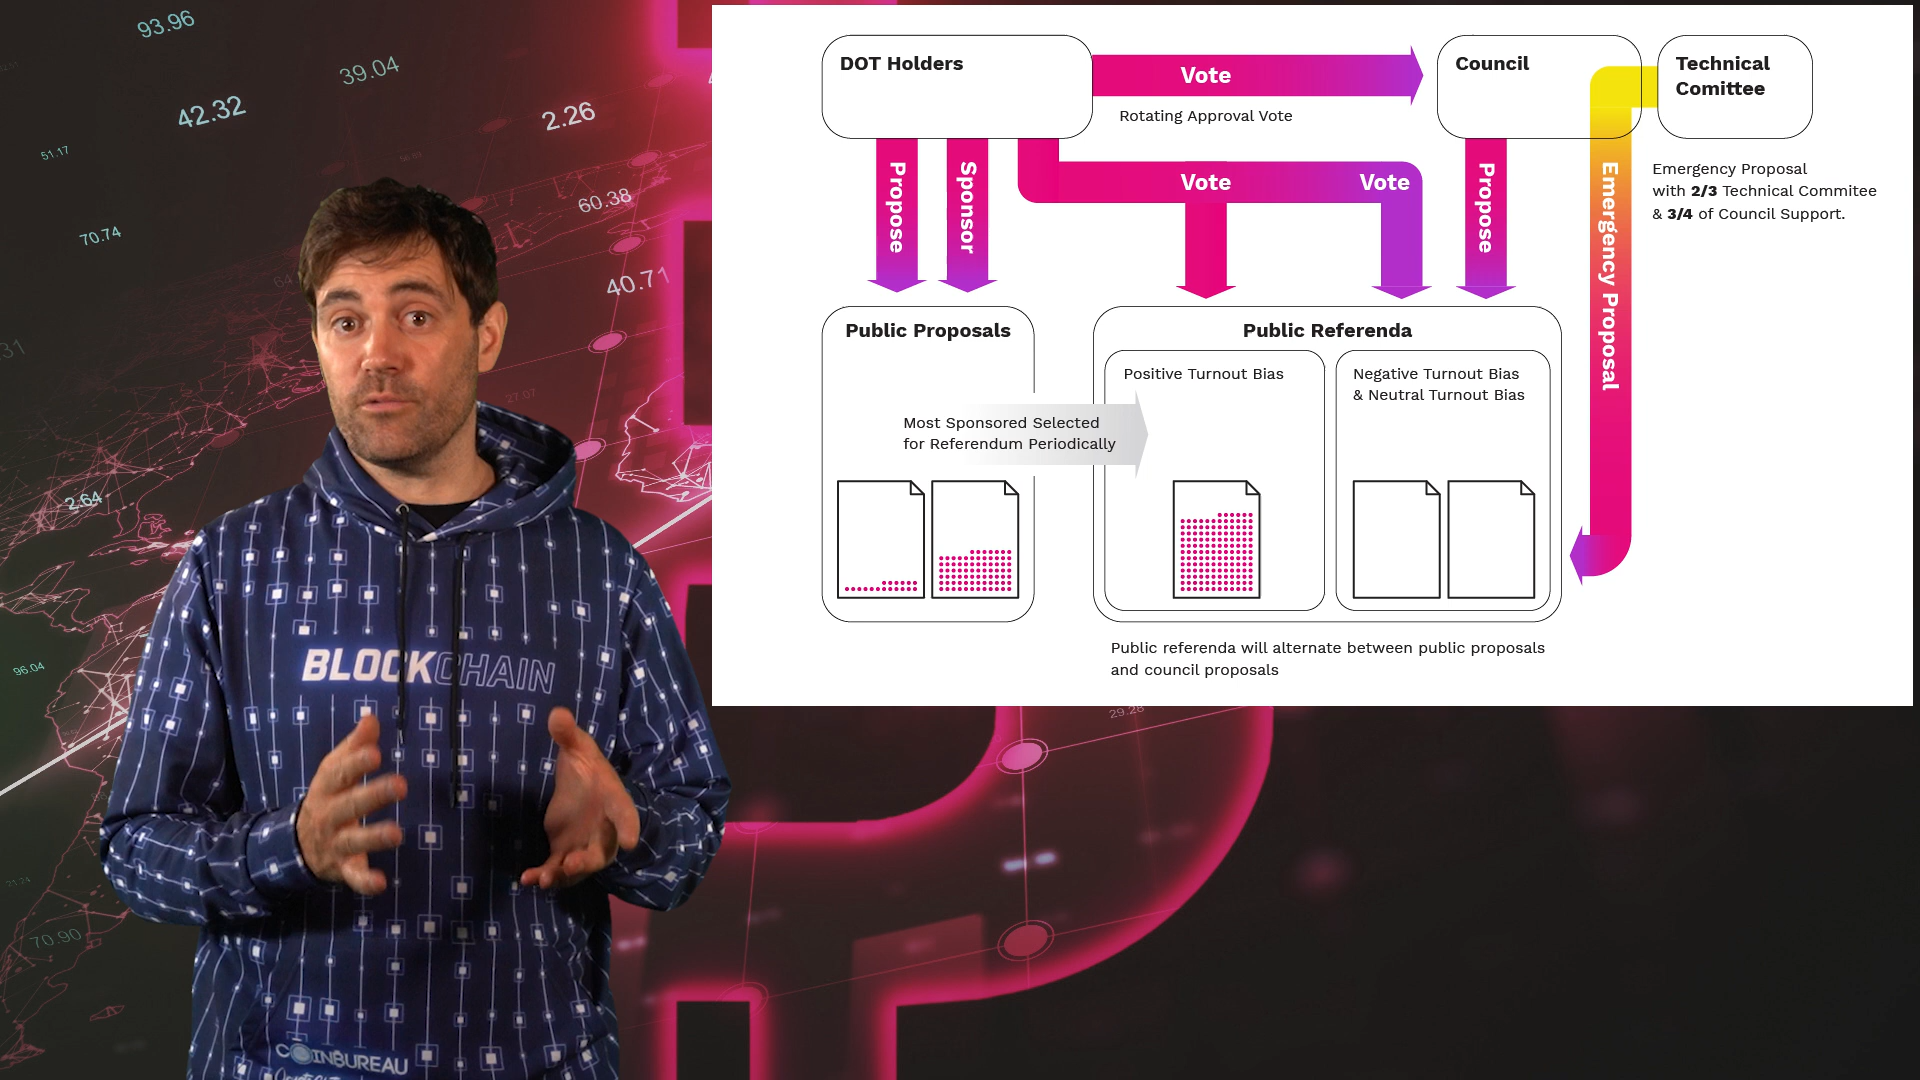 93.96
39.04
42.32
2.26
51.17
60.38
70.74
40.71
27.07
2.64
96.04
70.90
29.28
BLOCKCHAIN
COINBUREAU
DOT Holders
Vote
Rotating Approval Vote
Council
Technical
Comittee
Propose
Sponsor
Vote
Vote
Propose
Emergency Proposal
Emergency Proposal
with 2/3 Technical Commitee
& 3/4 of Council Support.
Public Proposals
Most Sponsored Selected
for Referendum Periodically
Public Referenda
Positive Turnout Bias
Negative Turnout Bias
& Neutral Turnout Bias
Public referenda will alternate between public proposals
and council proposals